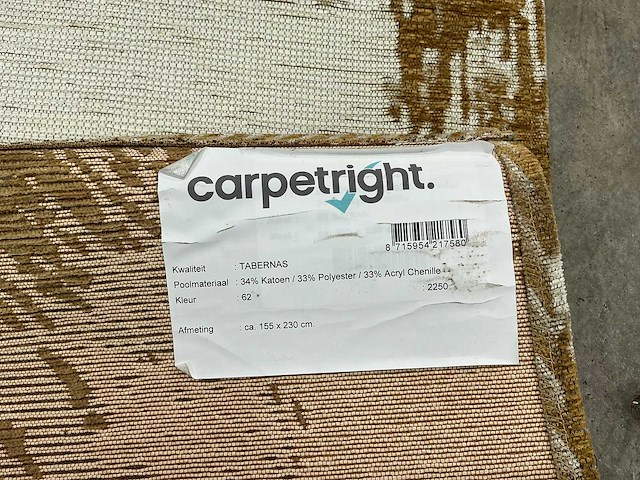 carpetright.
8 715954 217580
Kwaliteit : TABERNAS
Poolmateriaal : 34% Katoen / 33% Polyester / 33% Acryl Chenille
Kleur : 62 : 2250
Afmeting : ca. 155 x 230 cm.